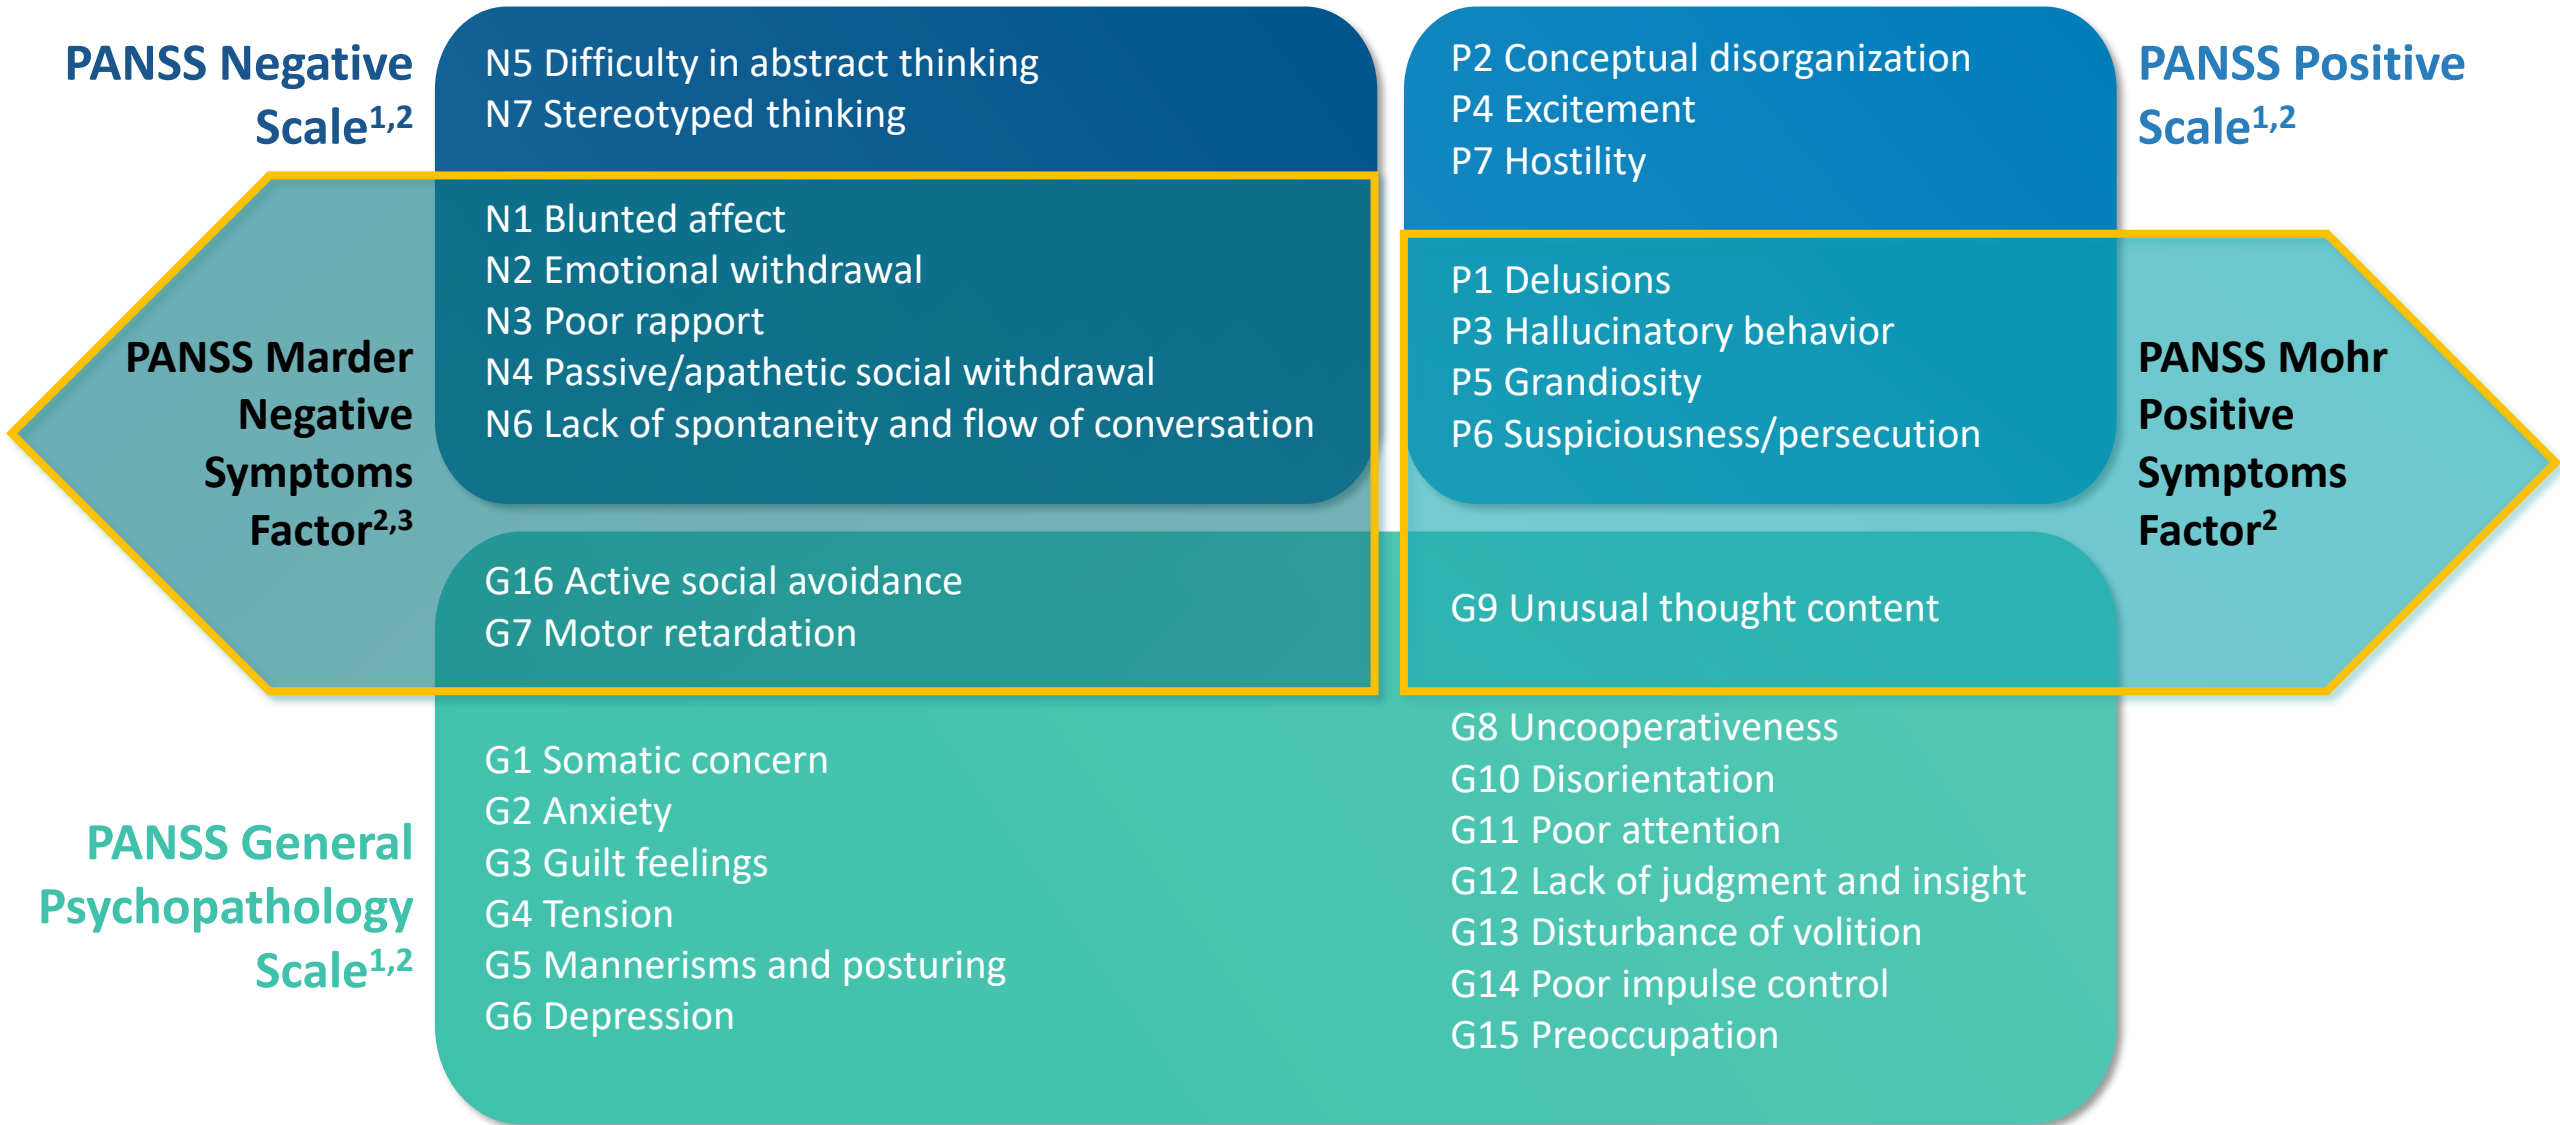 PANSS Negative
Scale1,2
N5 Difficulty in abstract thinking
N7 Stereotyped thinking
P2 Conceptual disorganization
P4 Excitement
P7 Hostility
PANSS Positive
Scale1,2
PANSS Marder
Negative
Symptoms
Factor2,3
N1 Blunted affect
N2 Emotional withdrawal
N3 Poor rapport
N4 Passive/apathetic social withdrawal
N6 Lack of spontaneity and flow of conversation
P1 Delusions
P3 Hallucinatory behavior
P5 Grandiosity
P6 Suspiciousness/persecution
PANSS Mohr
Positive
Symptoms
Factor2
G16 Active social avoidance
G7 Motor retardation
G9 Unusual thought content
PANSS General
Psychopathology
Scale1,2
G1 Somatic concern
G2 Anxiety
G3 Guilt feelings
G4 Tension
G5 Mannerisms and posturing
G6 Depression
G8 Uncooperativeness
G10 Disorientation
G11 Poor attention
G12 Lack of judgment and insight
G13 Disturbance of volition
G14 Poor impulse control
G15 Preoccupation